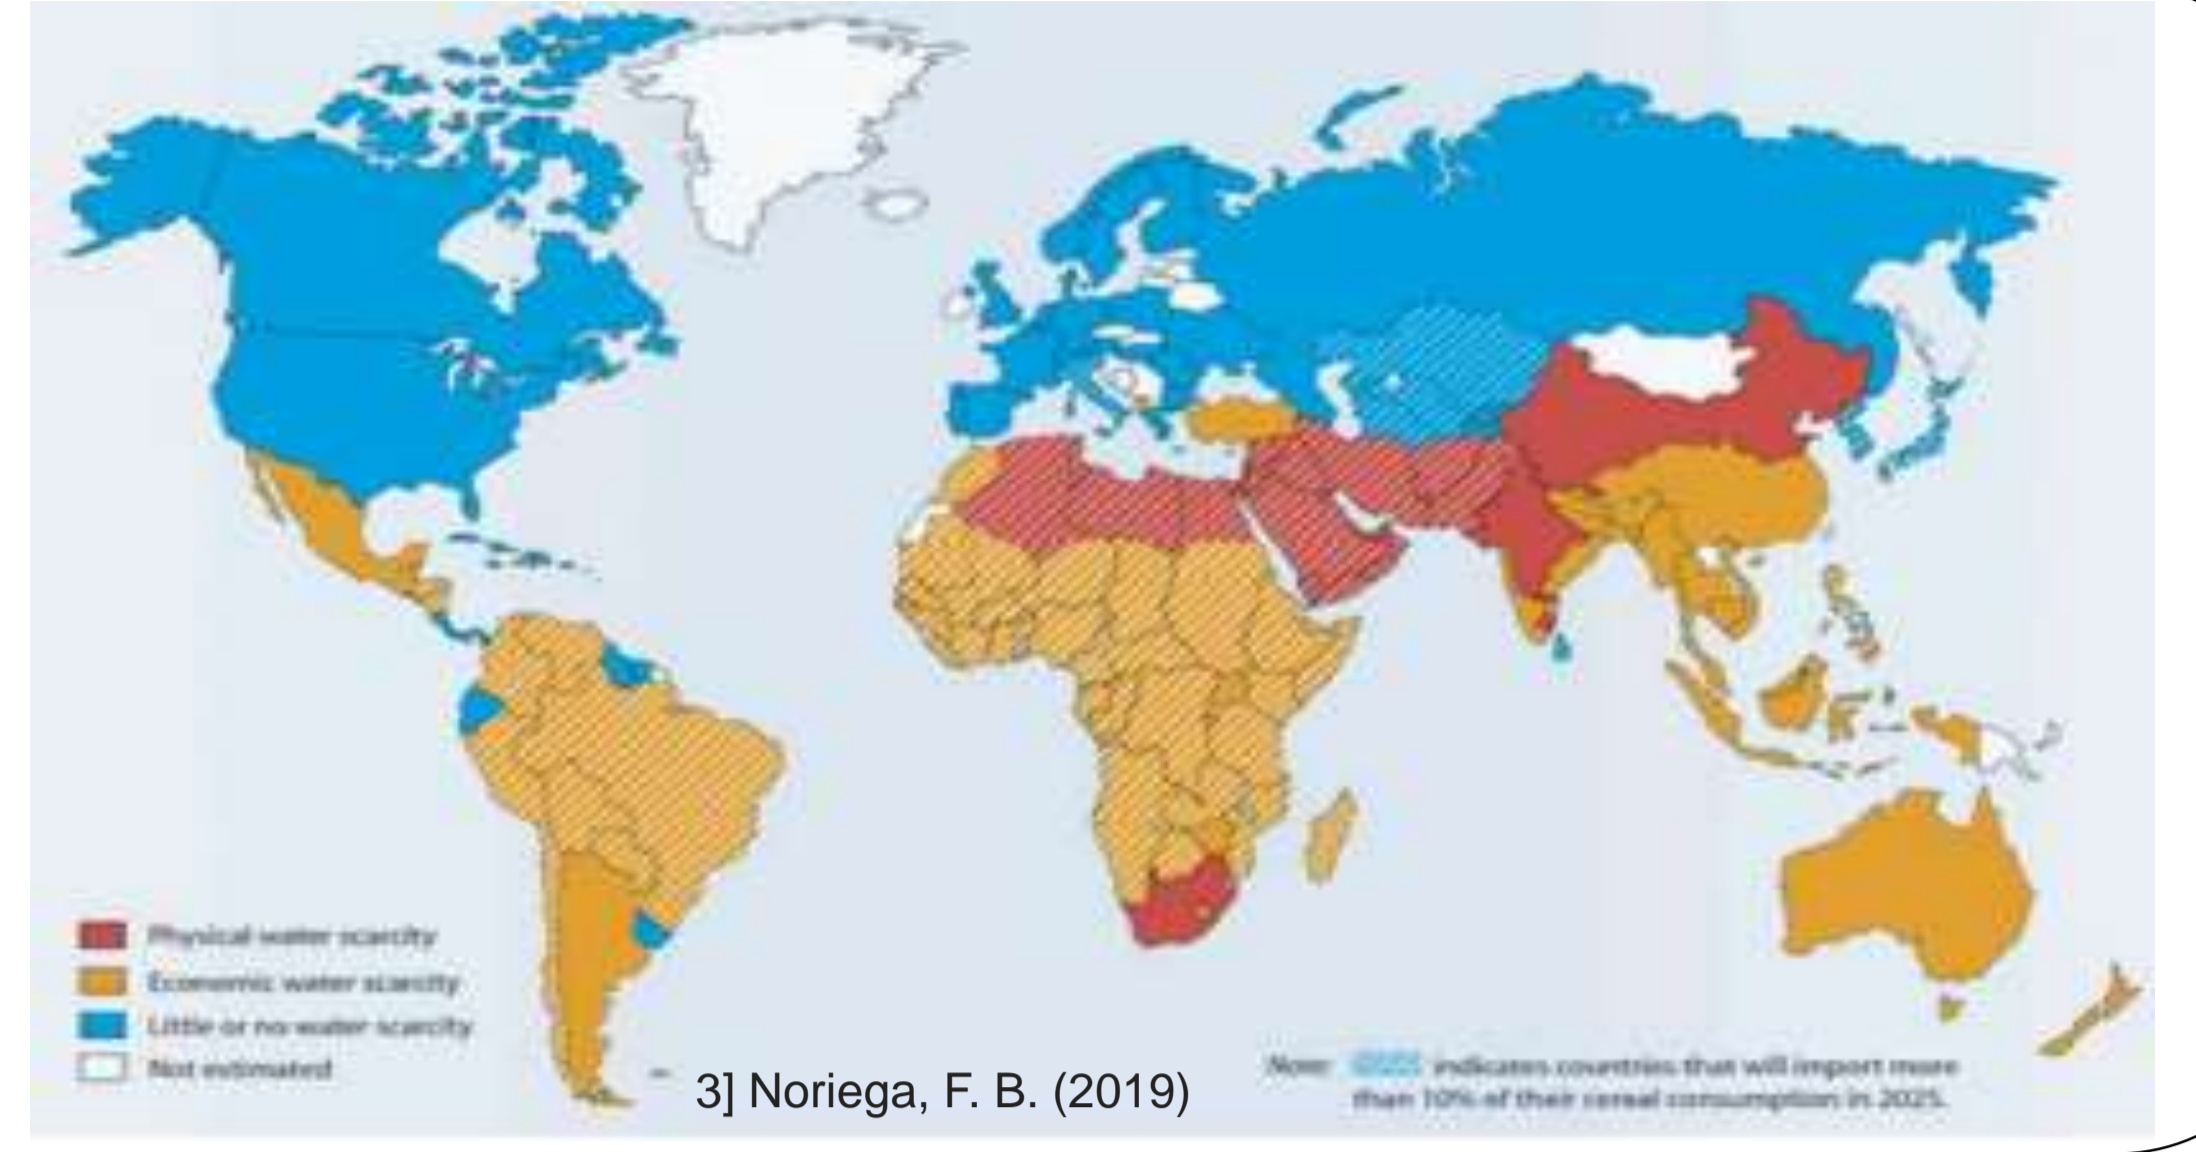 Physical water scarcity
Economic water scarcity
Little or no water scarcity
Not estimated
3] Noriega, F. B. (2019)
Note: indicates countries that will import more
than 10% of their cereal consumption in 2025.